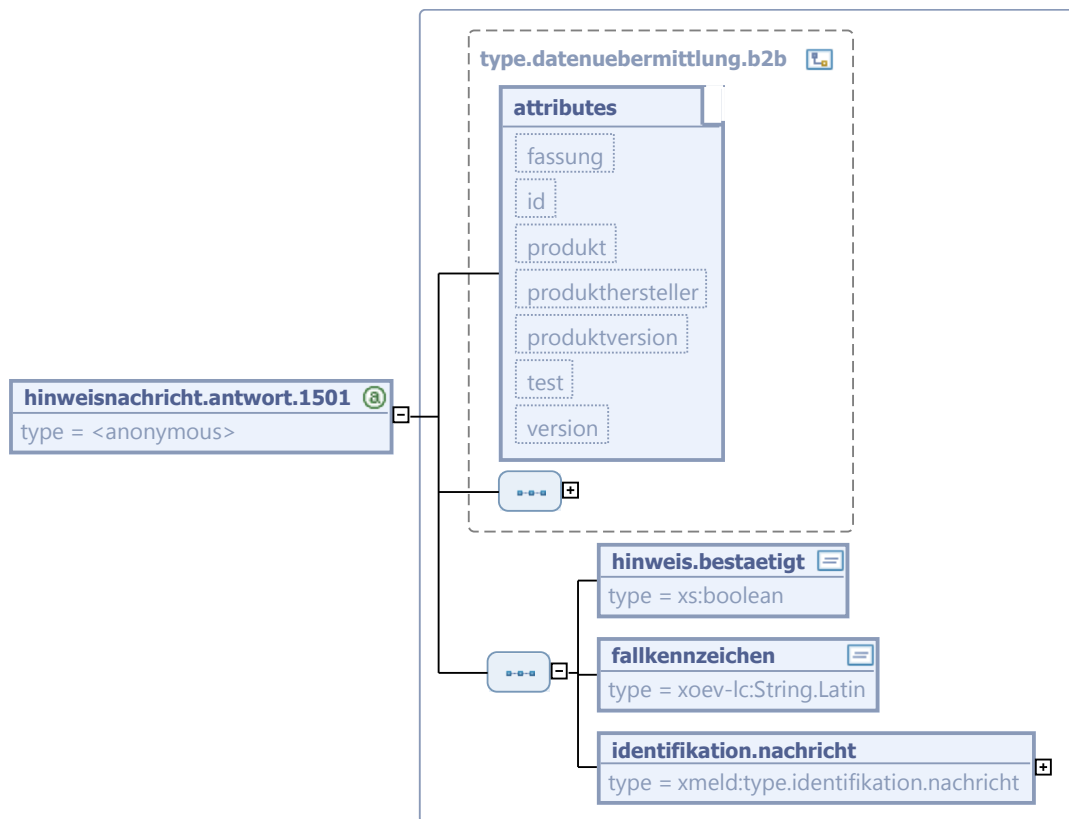 type.datenuebermittlung.b2b
attributes
fassung
id
produkt
produkthersteller
produktversion
test
version
hinweisnachricht.antwort.1501 a
type = <anonymous>
hinweis.bestaetigt
type = xs:boolean
fallkennzeichen
type = xoev-lc:String.Latin
identifikation.nachricht
type = xmeld:type.identifikation.nachricht